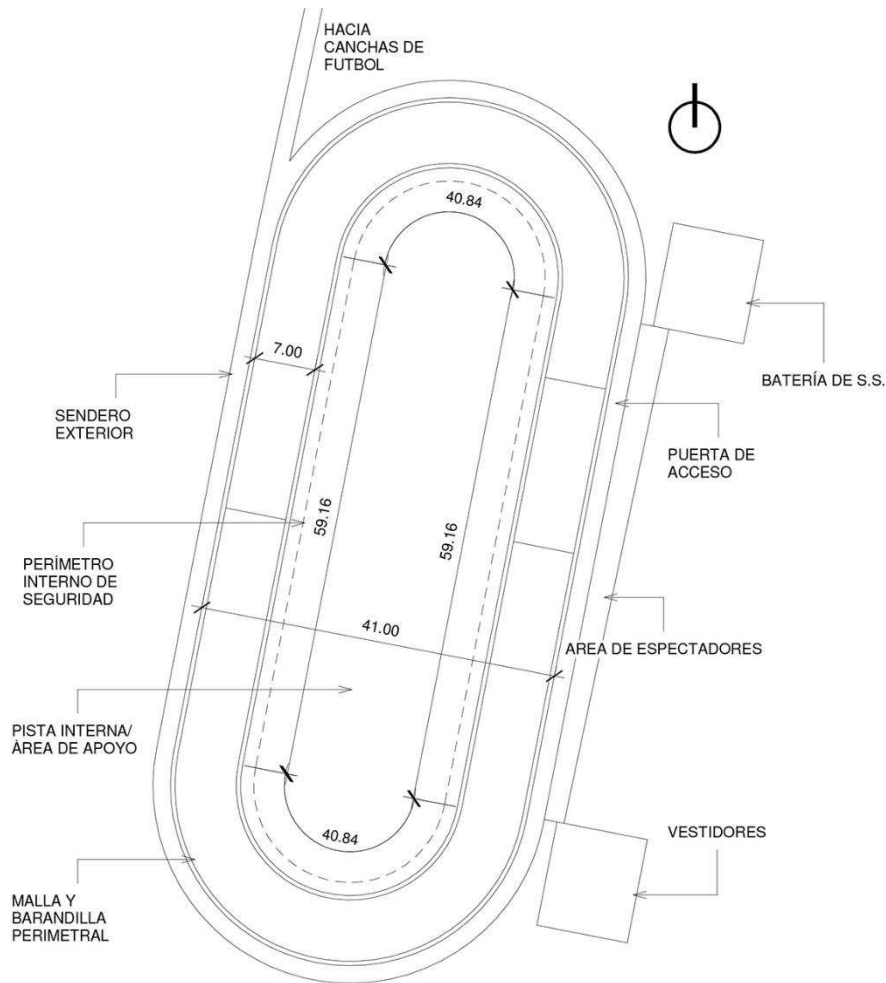 HACIA
CANCHAS DE
FUTBOL
40.84
7.00
BATERÍA DE S.S.
SENDERO
EXTERIOR
PUERTA DE
ACCESO
59.16
59.16
PERÍMETRO
INTERNO DE
SEGURIDAD
41.00
AREA DE ESPECTADORES
PISTA INTERNA/
ÀREA DE APOYO
40.84
VESTIDORES
MALLA Y
BARANDILLA
PERIMETRAL